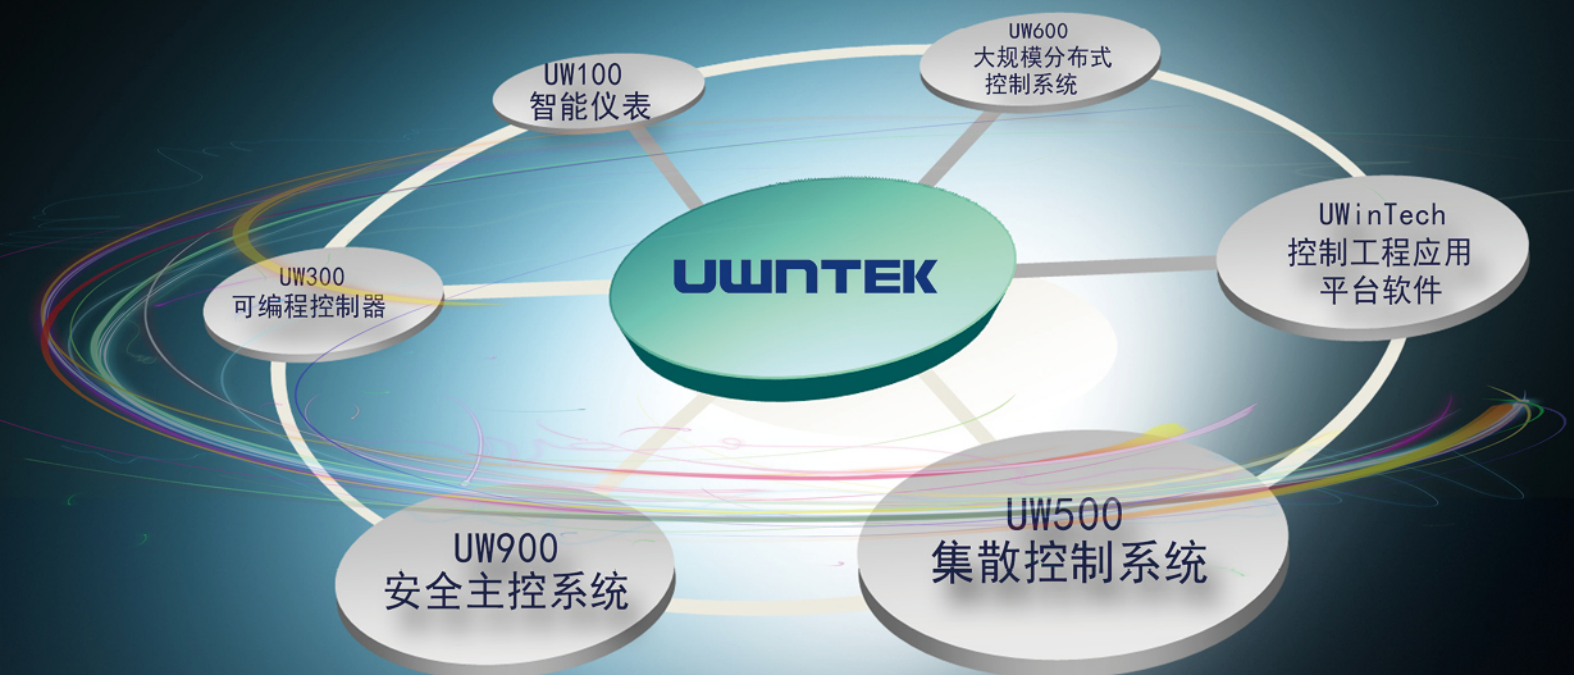 UW600
大规模分布式
控制系统
UW100
智能仪表
UWinTech
控制工程应用
平台软件
UW300
可编程控制器
UWNTEK
UW500
集散控制系统
UW900
安全主控系统